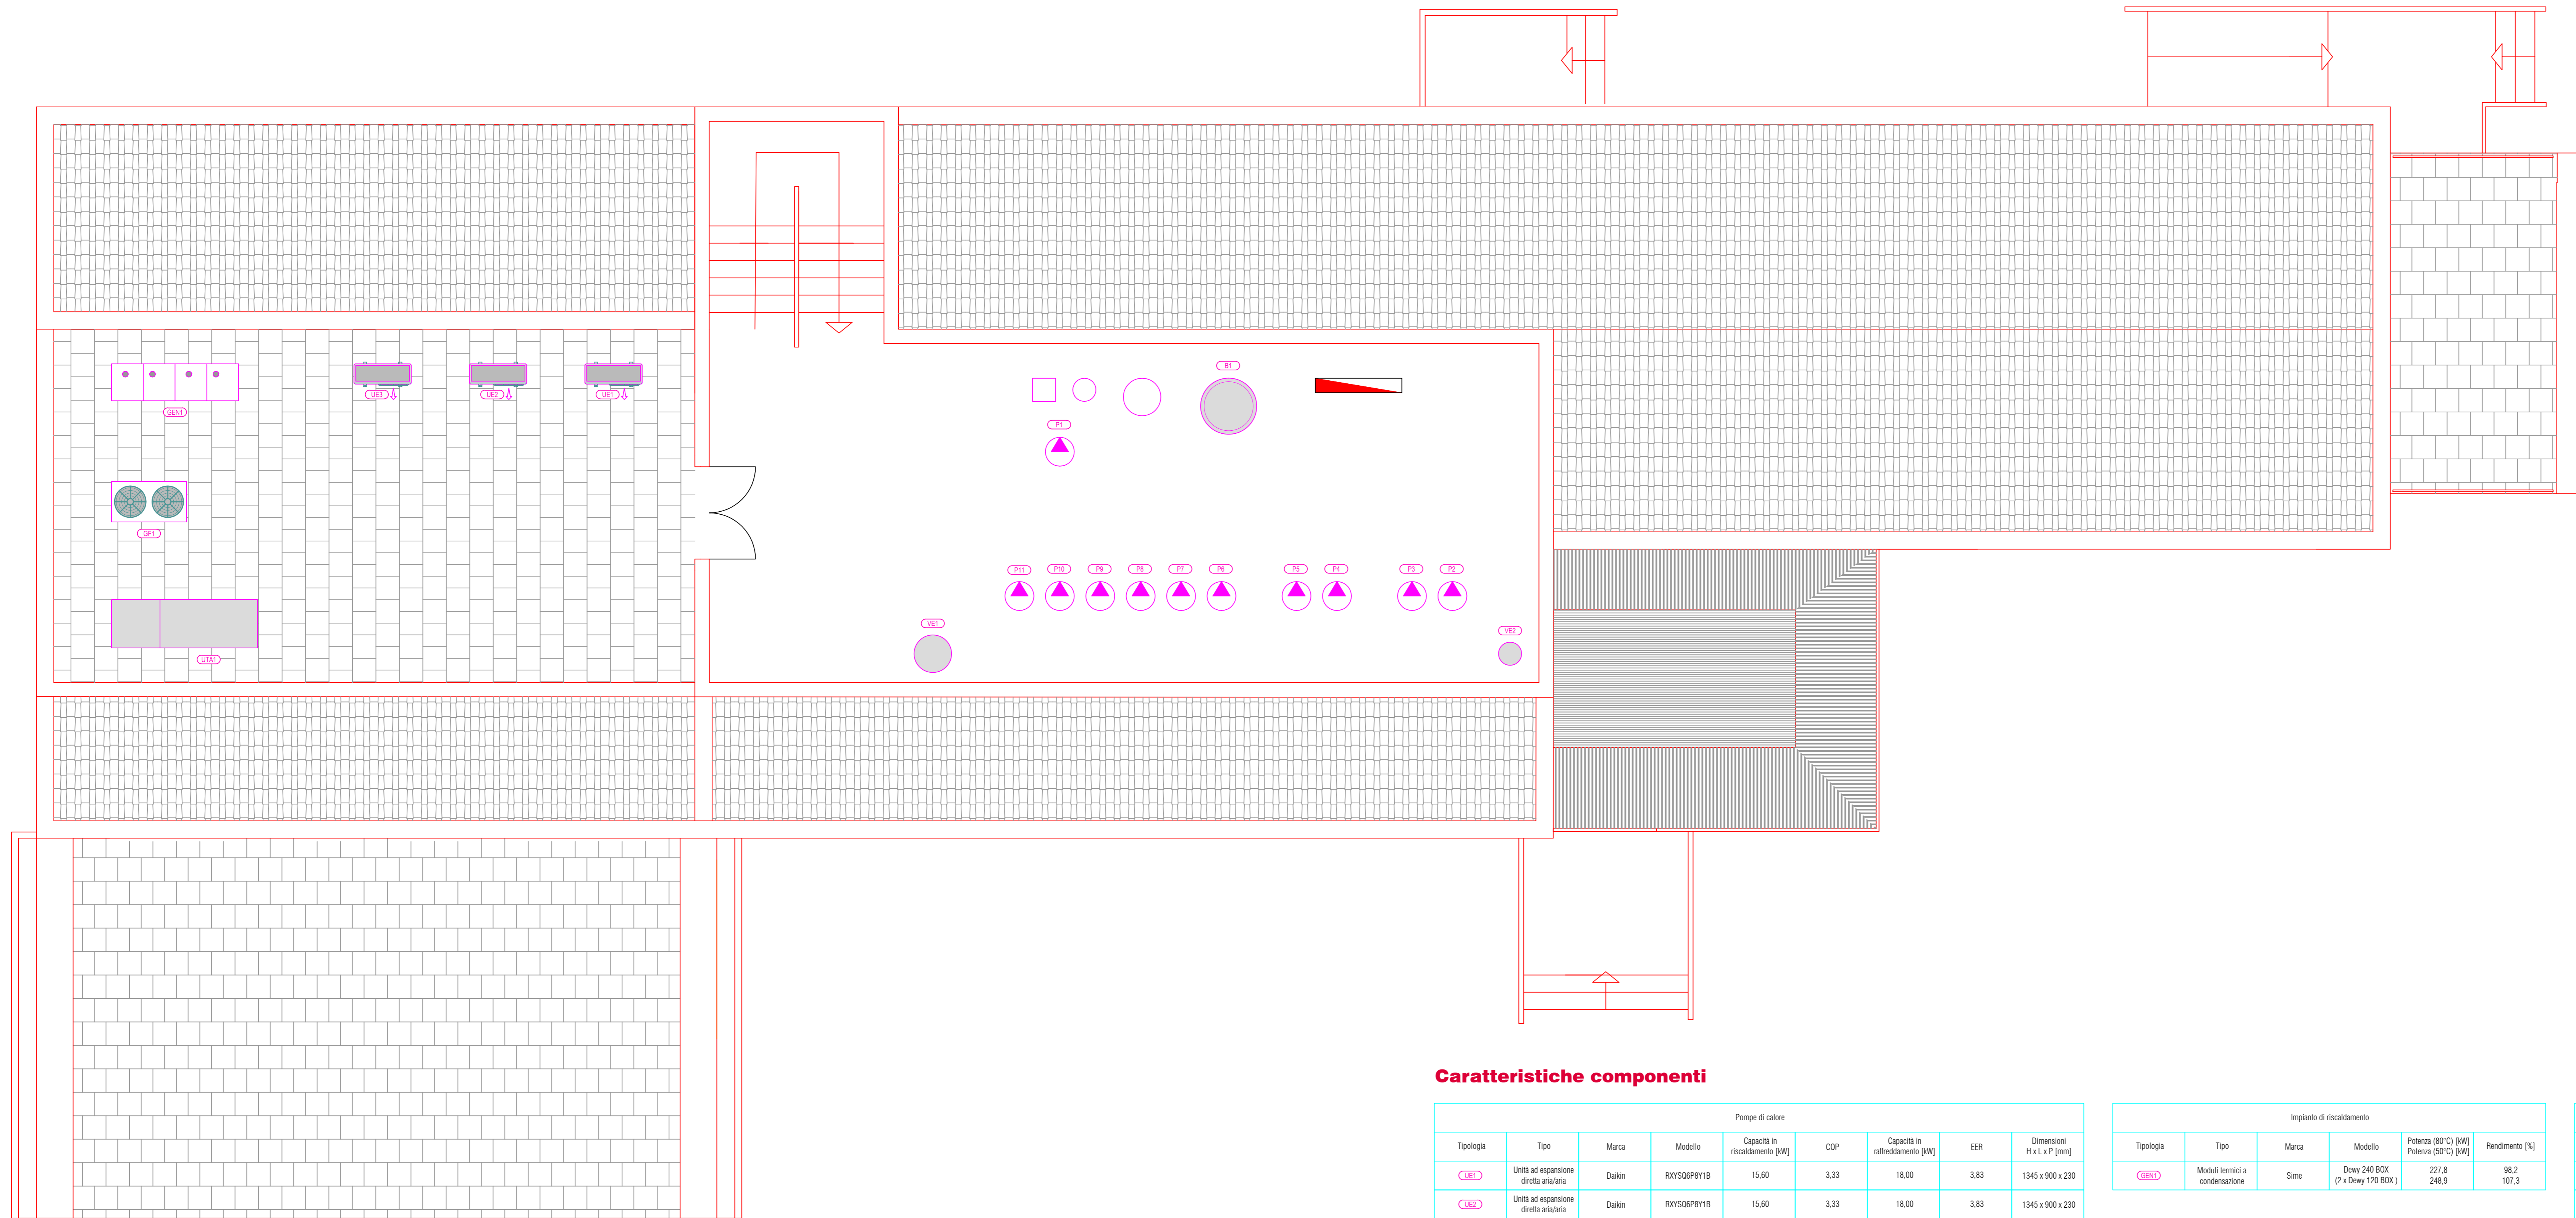 B1
P1
GEN1
UE3
UE2
UE1
GF1
P11
P10
P9
P8
P7
P6
P5
P4
P3
P2
VE1
VE2
UTA1
Caratteristiche componenti
Pompe di calore
Tipologia
Tipo
Marca
Modello
Capacità in
riscaldamento [kW]
COP
Capacità in
raffreddamento [kW]
EER
Dimensioni
H x L x P [mm]
UE1
Unità ad espansione
diretta aria/aria
Daikin
RXYSQ6P8Y1B
15,60
3,33
18,00
3,83
1345 x 900 x 230
UE2
Unità ad espansione
diretta aria/aria
Daikin
RXYSQ6P8Y1B
15,60
3,33
18,00
3,83
1345 x 900 x 230
Impianto di riscaldamento
Tipologia
Tipo
Marca
Modello
Potenza (80°C) [kW]
Potenza (50°C) [kW]
Rendimento [%]
GEN1
Moduli termici a
condensazione
Sime
Dewy 240 BOX
(2 x Dewy 120 BOX )
227,8
248,9
98,2
107,3